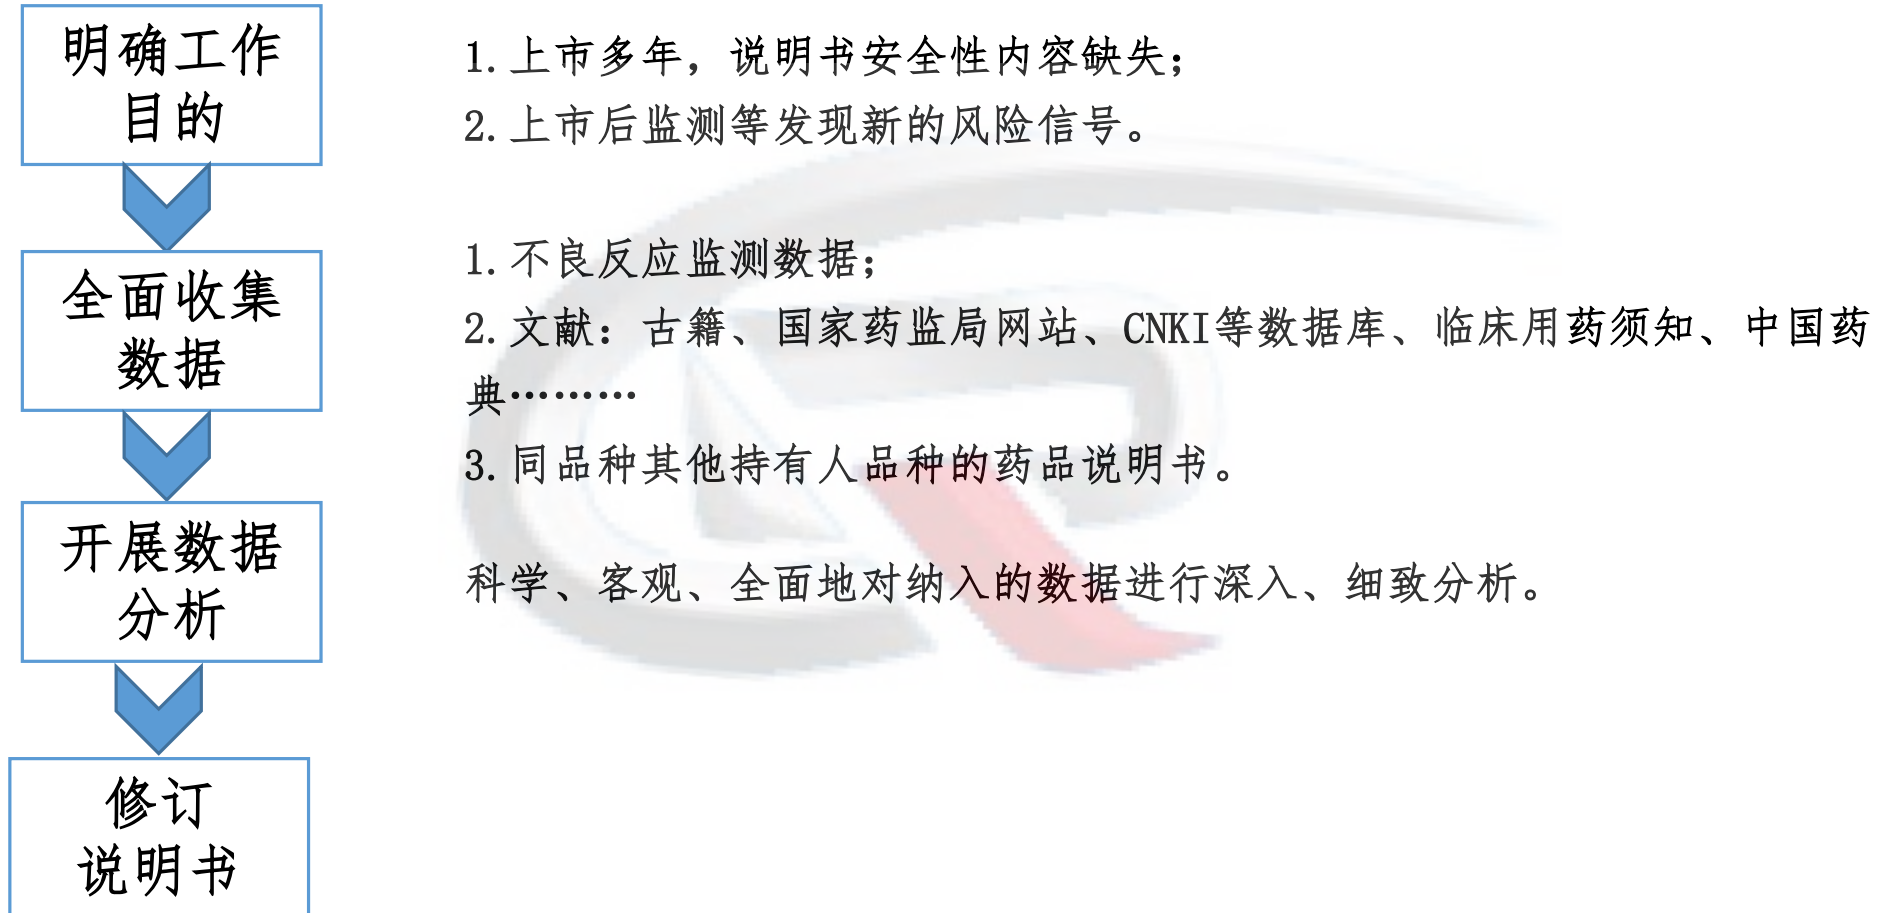 明确工作
目的
1.上市多年，说明书安全性内容缺失；
2.上市后监测等发现新的风险信号。
全面收集
数据
1.不良反应监测数据；
2.文献：古籍、国家药监局网站、CNKI等数据库、临床用药须知、中国药
典………
3.同品种其他持有人品种的药品说明书。
开展数据
分析
科学、客观、全面地对纳入的数据进行深入、细致分析。
修订
说明书